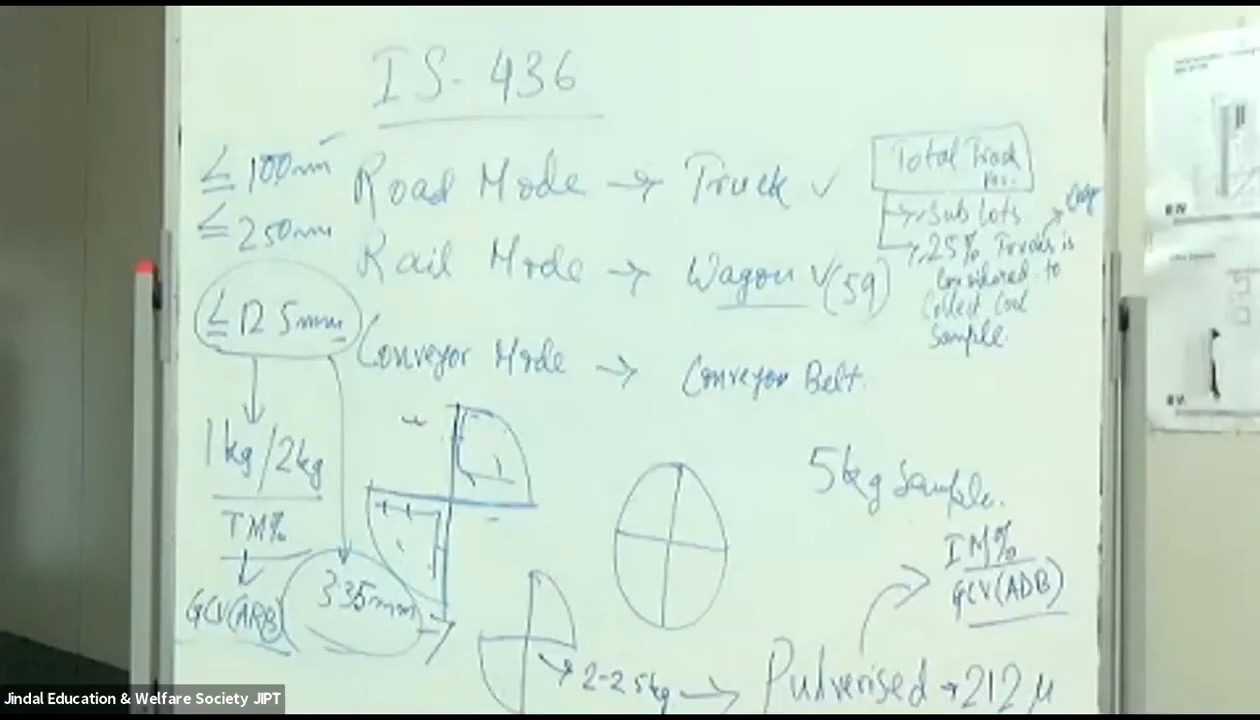 IS-436
≤ 100mm Road Mode → Truck ✓
≤ 250mm
Rail Mode → Wagon ✓(59)
≤ 12.5mm
Conveyor Mode → Conveyor Belt.
Total
→ Sub Lots
→ 25% Trucks is
Considered to
Collect Coal
Sample.
1kg/2kg
TM%
GCV(ARB)
3.35mm
5kg Sample.
IM%
GCV(ADB)
→ 2-2.5kg → Pulverised → 212 μ
Jindal Education & Welfare Society JIPT